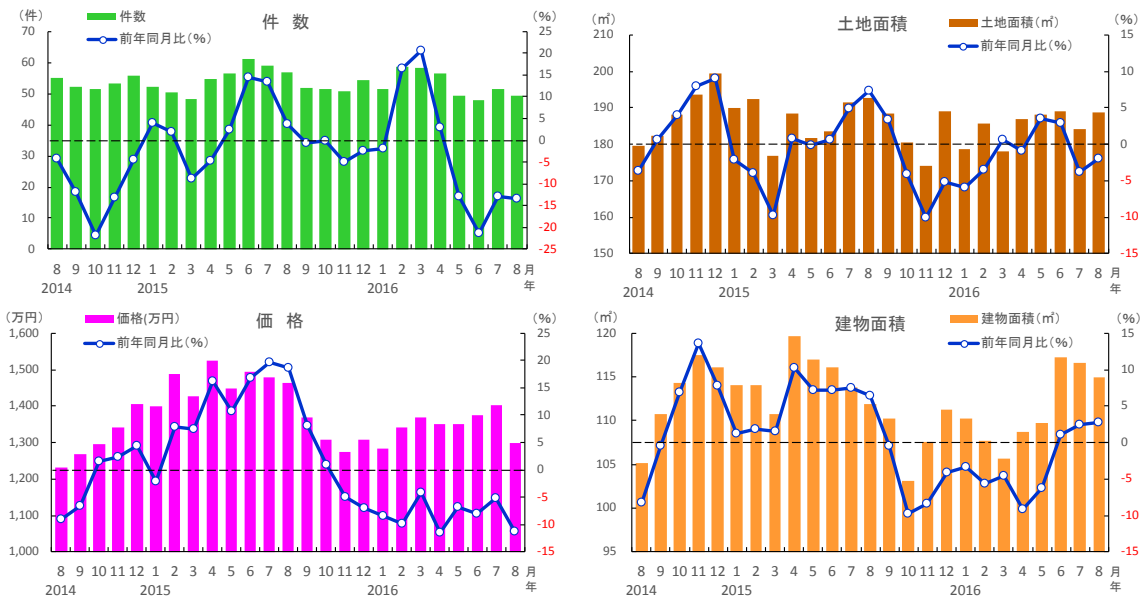 件 数
(件)
(%)
件数
前年同月比(%)
70 60 50 40 30 20 10 0
25 20 15 10 5 0 -5 -10 -15 -20 -25
8 9 10 11 12 1 2 3 4 5 6 7 8 9 10 11 12 1 2 3 4 5 6 7 8 月
2014 2015 2016 年
土地面積
(㎡)
(%)
土地面積(㎡)
前年同月比(%)
210 200 190 180 170 160 150
15 10 5 0 -5 -10 -15
8 9 10 11 12 1 2 3 4 5 6 7 8 9 10 11 12 1 2 3 4 5 6 7 8 月
2014 2015 2016 年
価 格
(万円)
(%)
価格(万円)
前年同月比(%)
1,600 1,500 1,400 1,300 1,200 1,100 1,000
25 20 15 10 5 0 -5 -10 -15
8 9 10 11 12 1 2 3 4 5 6 7 8 9 10 11 12 1 2 3 4 5 6 7 8 月
2014 2015 2016 年
建物面積
(㎡)
(%)
建物面積(㎡)
前年同月比(%)
120 115 110 105 100 95
15 10 5 0 -5 -10 -15
8 9 10 11 12 1 2 3 4 5 6 7 8 9 10 11 12 1 2 3 4 5 6 7 8 月
2014 2015 2016 年